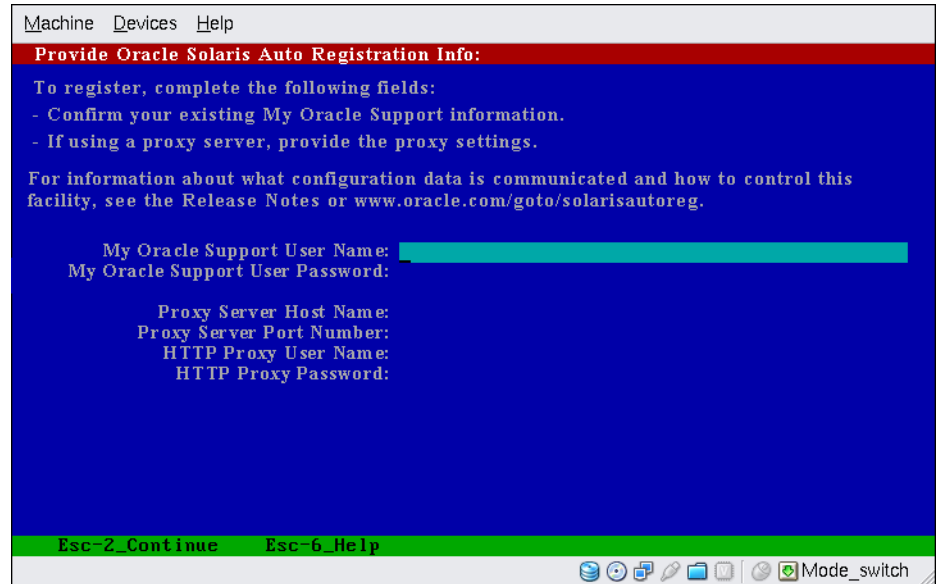 Machine Devices Help
Provide Oracle Solaris Auto Registration Info:
To register, complete the following fields:
- Confirm your existing My Oracle Support information.
- If using a proxy server, provide the proxy settings.
For information about what configuration data is communicated and how to control this
facility, see the Release Notes or www.oracle.com/goto/solarisautoreg.
My Oracle Support User Name:
My Oracle Support User Password:
Proxy Server Host Name:
Proxy Server Port Number:
HTTP Proxy User Name:
HTTP Proxy Password:
Esc-2_Continue Esc-6_Help
Mode_switch